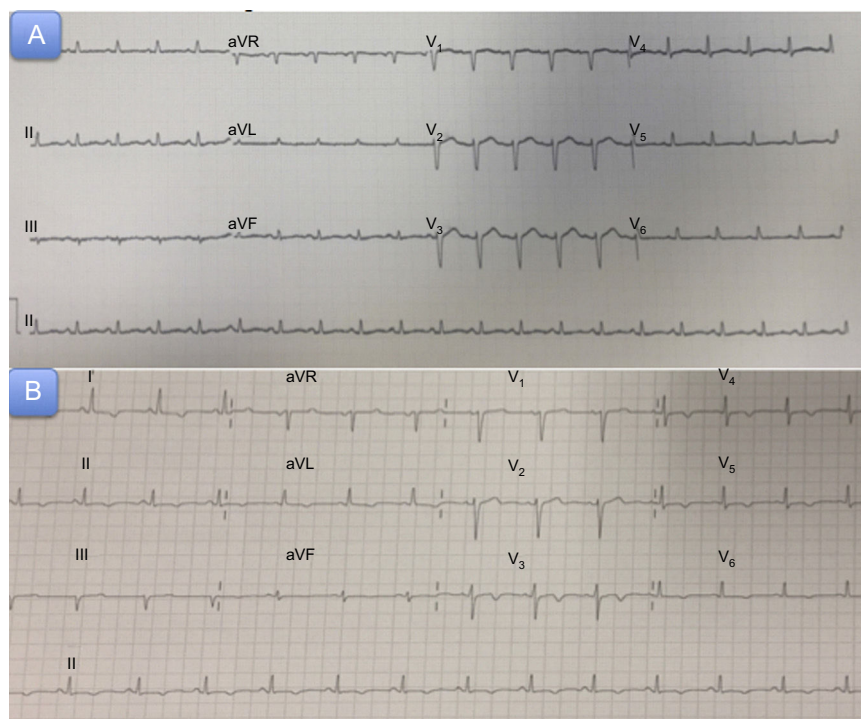 A
aVR V1 V4
II aVL V2 V5
III aVF V3 V6
II
B
I aVR V1 V4
II aVL V2 V5
III aVF V3 V6
II